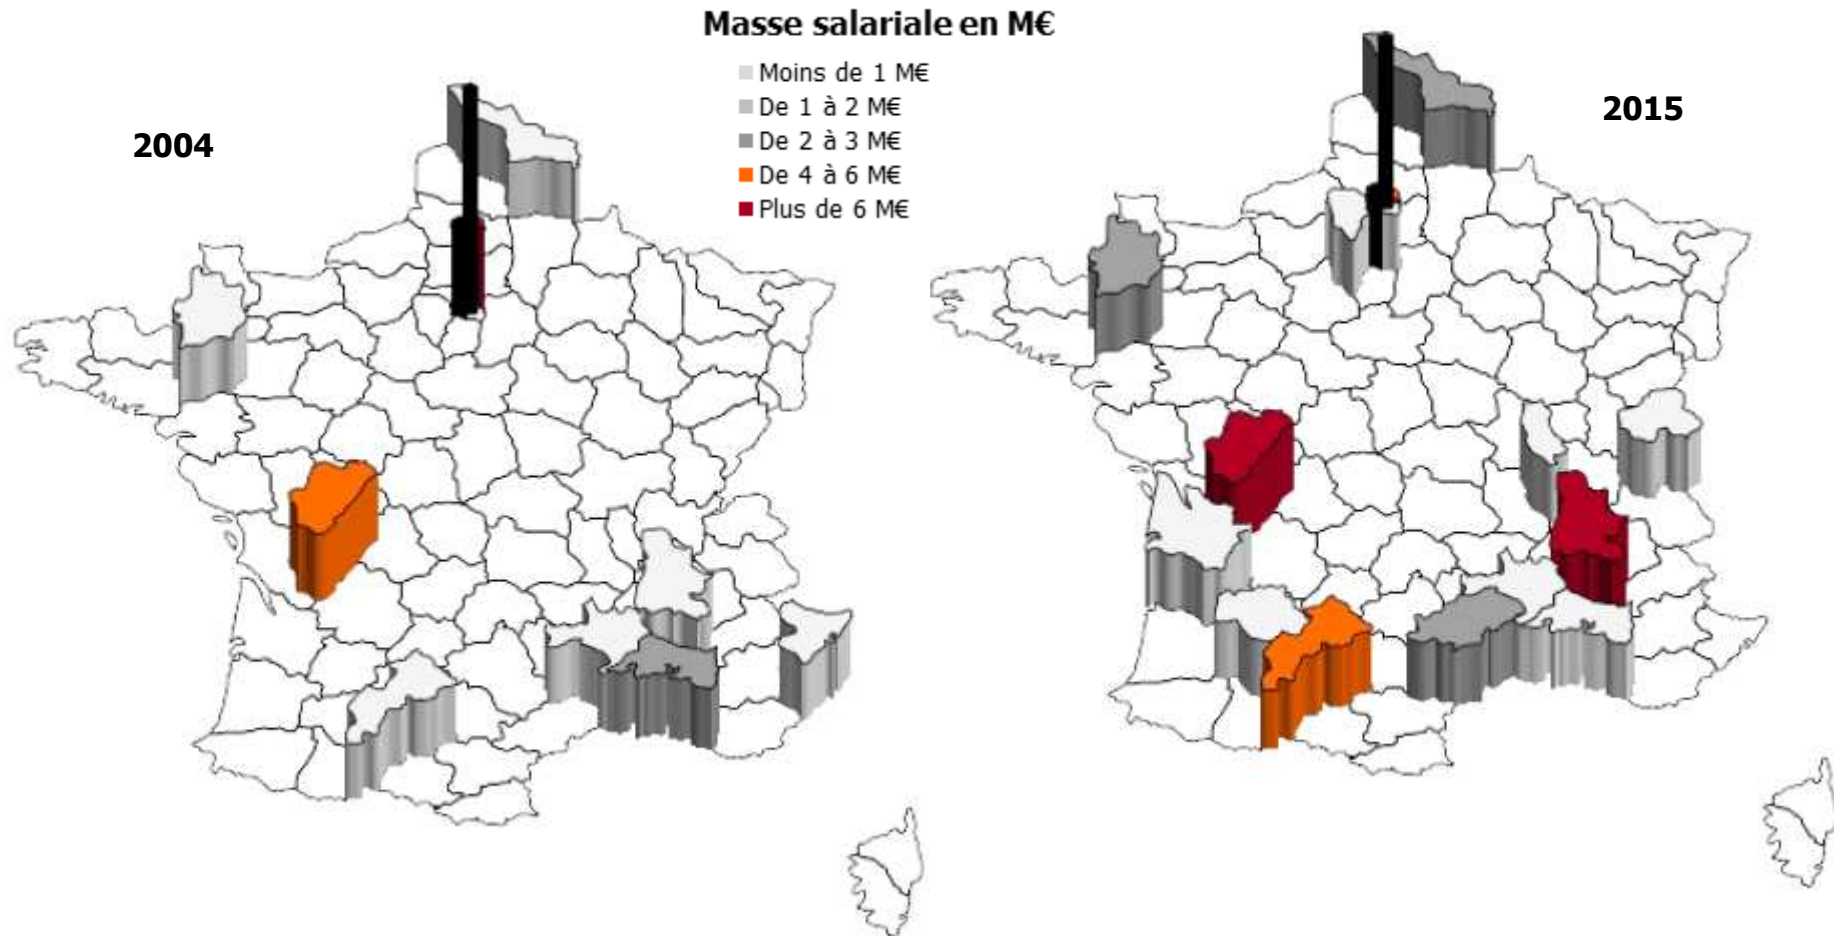 Masse salariale en M€
Moins de 1 M€
De 1 à 2 M€
De 2 à 3 M€
De 4 à 6 M€
Plus de 6 M€
2004
2015